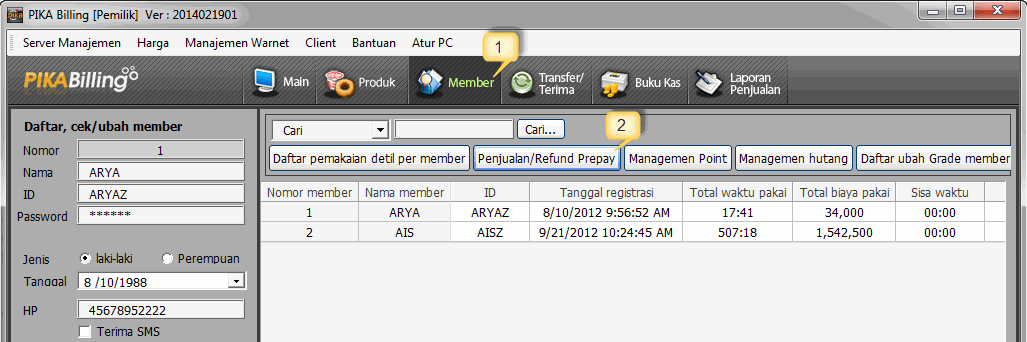 PIKA Billing [Pemilik] Ver : 2014021901
Server Manajemen Harga Manajemen Warnet Client Bantuan Atur PC
1
PIKABilling Main Produk Member Transfer/ Terima Buku Kas Laporan Penjualan
Daftar, cek/ubah member
Nomor 1
Nama ARYA
ID ARYAZ
Password ******
Jenis laki-laki Perempuan
Tanggal 8 /10/1988
HP 45678952222
Terima SMS
Cari Cari...
2
Daftar pemakaian detil per member Penjualan/Refund Prepay Managemen Point Managemen hutang Daftar ubah Grade member
Nomor member Nama member ID Tanggal registrasi Total waktu pakai Total biaya pakai Sisa waktu
1 ARYA ARYAZ 8/10/2012 9:56:52 AM 17:41 34,000 00:00
2 AIS AISZ 9/21/2012 10:24:45 AM 507:18 1,542,500 00:00